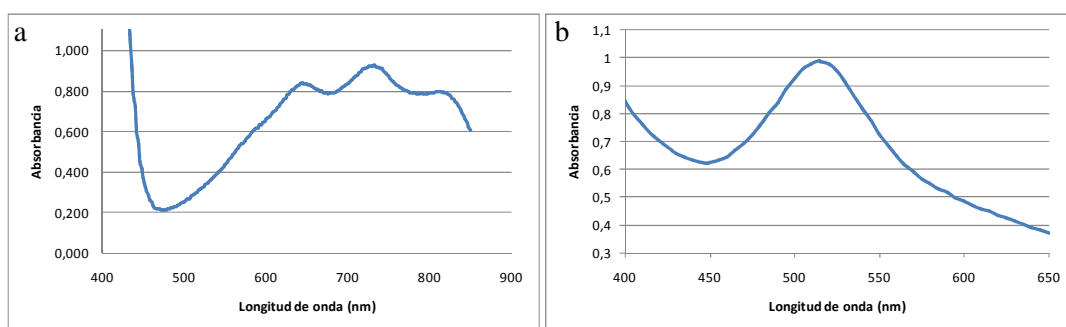 a
Absorbancia
1,000
0,800
0,600
0,400
0,200
0,000
400 500 600 700 800 900
Longitud de onda (nm)
b
Absorbancia
1,1
1
0,9
0,8
0,7
0,6
0,5
0,4
0,3
400 450 500 550 600 650
Longitud de onda (nm)